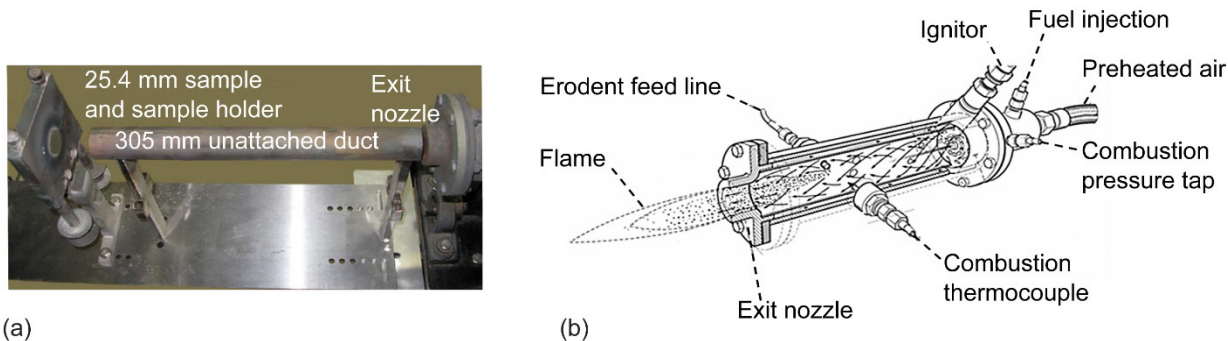 25.4 mm sample
and sample holder
Exit
nozzle
305 mm unattached duct
(a)
Ignitor
Fuel injection
Preheated air
Erodent feed line
Combustion
pressure tap
Flame
Combustion
thermocouple
Exit nozzle
(b)